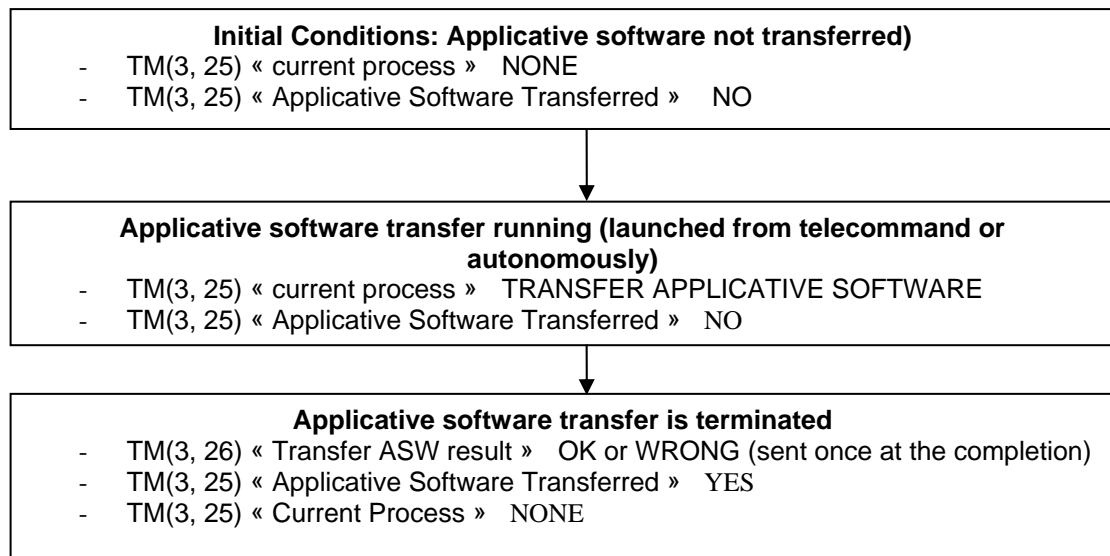 Initial Conditions: Applicative software not transferred)
- TM(3, 25) « current process » NONE
- TM(3, 25) « Applicative Software Transferred » NO
Applicative software transfer running (launched from telecommand or
autonomously)
- TM(3, 25) « current process » TRANSFER APPLICATIVE SOFTWARE
- TM(3, 25) « Applicative Software Transferred » NO
Applicative software transfer is terminated
- TM(3, 26) « Transfer ASW result » OK or WRONG (sent once at the completion)
- TM(3, 25) « Applicative Software Transferred » YES
- TM(3, 25) « Current Process » NONE